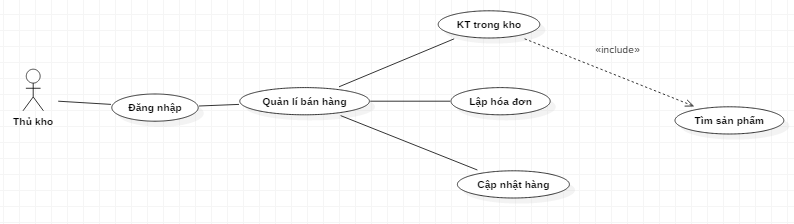 KT trong kho
«include»
Đăng nhập
Quản lí bán hàng
Lập hóa đơn
Thủ kho
Tìm sản phẩm
Cập nhật hàng